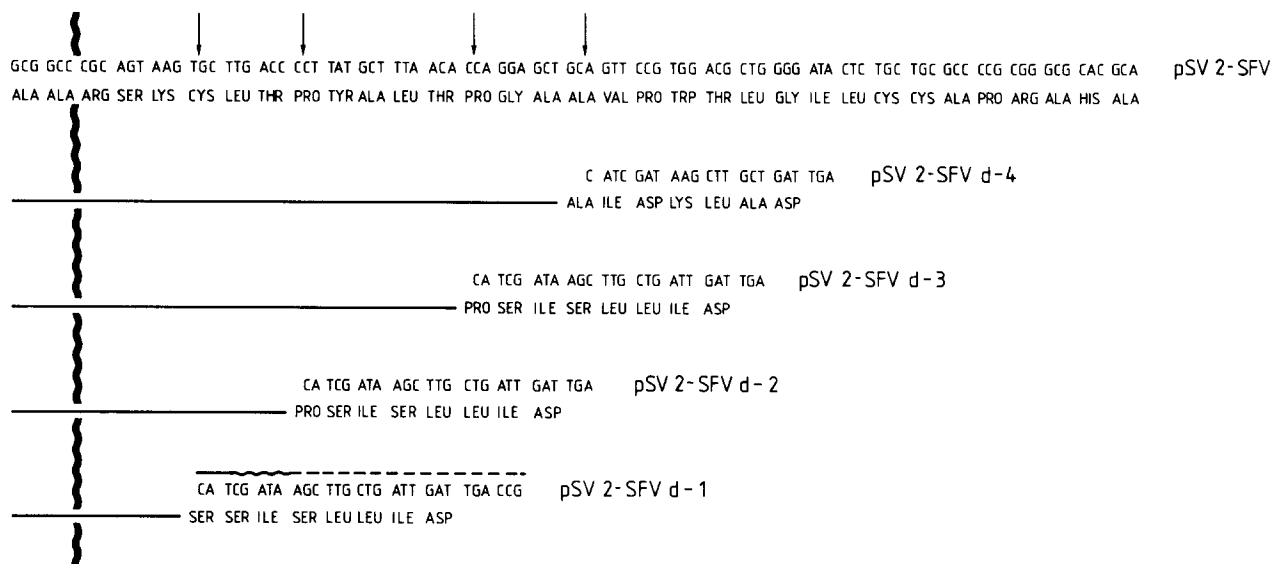 GCG GCC CGC AGT AAG TGC TTG ACC CCT TAT GCT TTA ACA CCA GGA GCT GCA GTT CCG TGG ACG CTG GGG ATA CTC TGC TGC GCC CCG CGG GCG CAC GCA pSV 2-SFV
ALA ALA ARG SER LYS CYS LEU THR PRO TYR ALA LEU THR PRO GLY ALA ALA VAL PRO TRP THR LEU GLY ILE LEU CYS CYS ALA PRO ARG ALA HIS ALA
C ATC GAT AAG CTT GCT GAT TGA pSV 2-SFV d-4
ALA ILE ASP LYS LEU ALA ASP
CA TCG ATA AGC TTG CTG ATT GAT TGA pSV 2-SFV d-3
PRO SER ILE SER LEU LEU ILE ASP
CA TCG ATA AGC TTG CTG ATT GAT TGA pSV 2-SFV d-2
PRO SER ILE SER LEU LEU ILE ASP
CA TCG ATA AGC TTG CTG ATT GAT TGA CCG pSV 2-SFV d-1
SER SER ILE SER LEU LEU ILE ASP